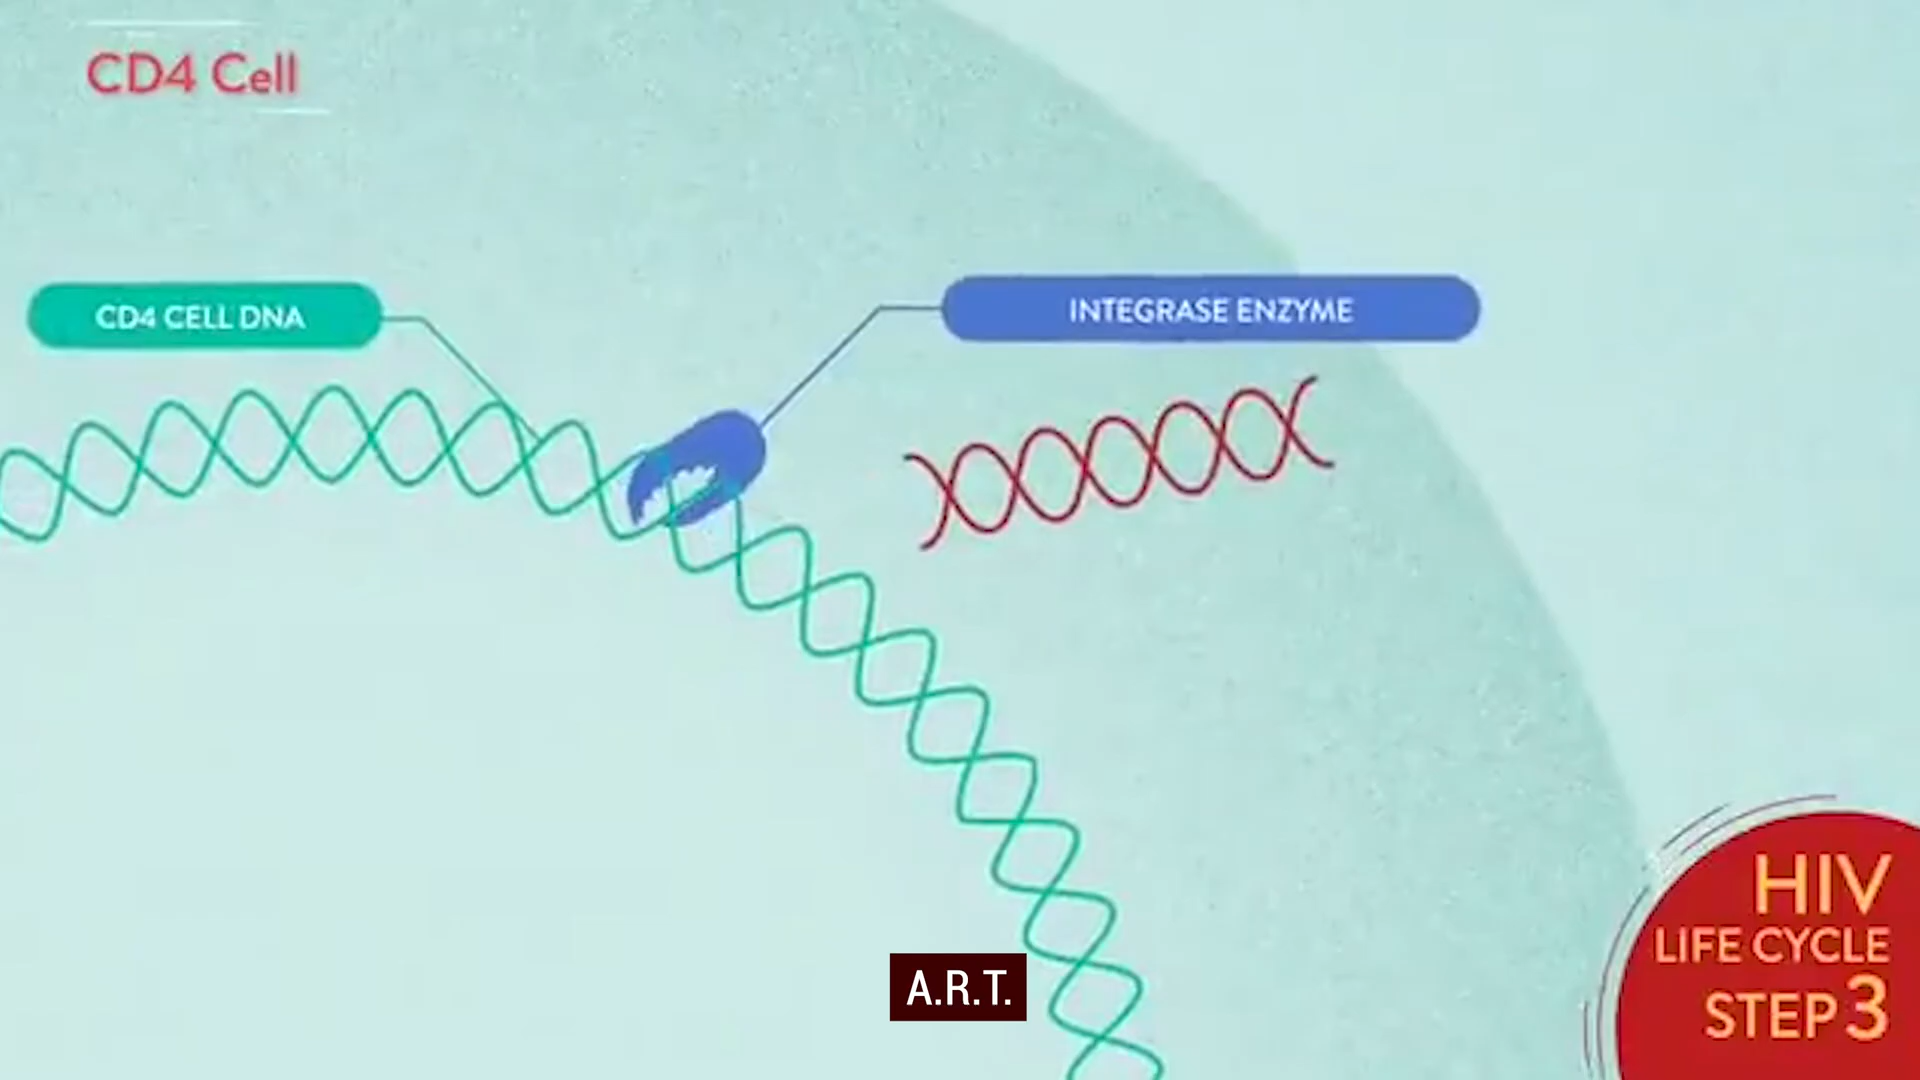 CD4 Cell
CD4 CELL DNA
INTEGRASE ENZYME
A.R.T.
HIV
LIFE CYCLE
STEP 3